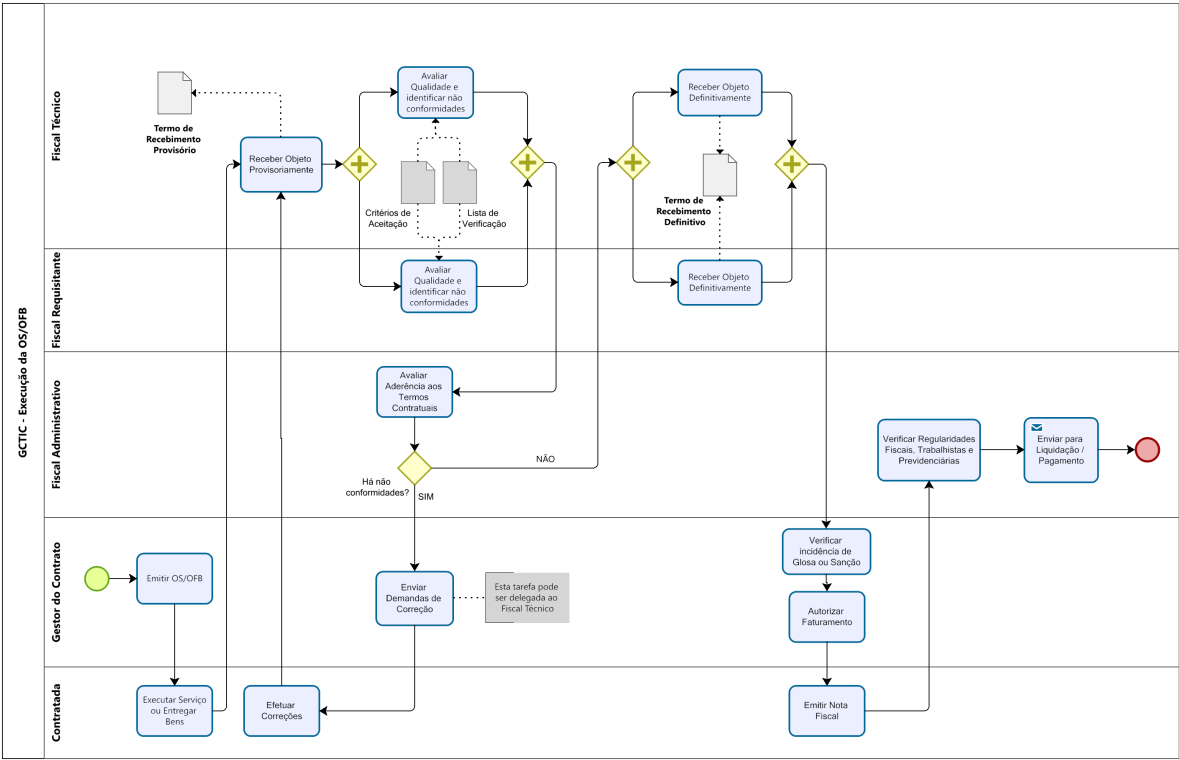 GCTIC - Execução da OS/OFB
Fiscal Técnico
Termo de
Recebimento
Provisório
Receber Objeto
Provisoriamente
Avaliar
Qualidade e
identificar não
conformidades
Critérios de
Aceitação
Lista de
Verificação
Receber Objeto
Definitivamente
Termo de
Recebimento
Definitivo
Fiscal Requisitante
Avaliar
Qualidade e
identificar não
conformidades
Receber Objeto
Definitivamente
Fiscal Administrativo
Avaliar
Aderência aos
Termos
Contratuais
Há não
conformidades?
NÃO
SIM
Verificar Regularidades
Fiscais, Trabalhistas e
Previdenciárias
Enviar para
Liquidação /
Pagamento
Gestor do Contrato
Emitir OS/OFB
Enviar
Demandas de
Correção
Esta tarefa pode
ser delegada ao
Fiscal Técnico
Verificar
incidência de
Glosa ou Sanção
Autorizar
Faturamento
Contratada
Executar Serviço
ou Entregar
Bens
Efetuar
Correções
Emitir Nota
Fiscal